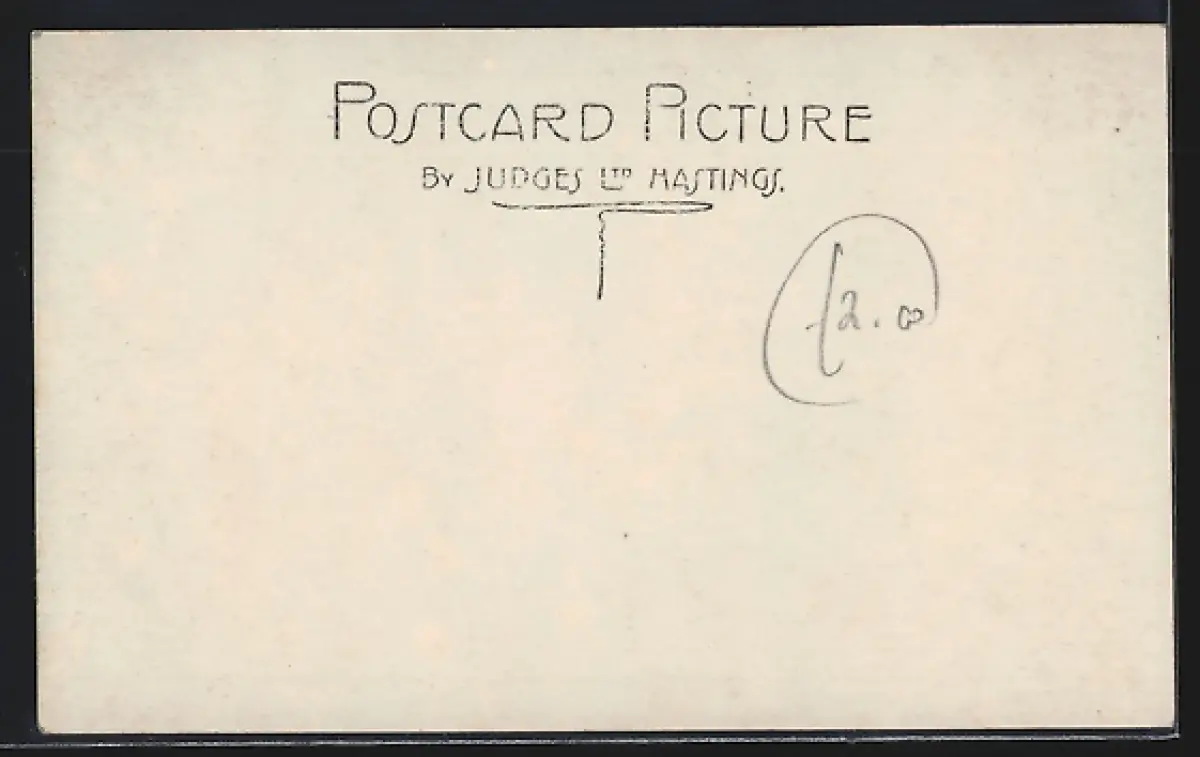 POSTCARD PICTURE
BY JUDGES LTD HASTINGS.
£2.00